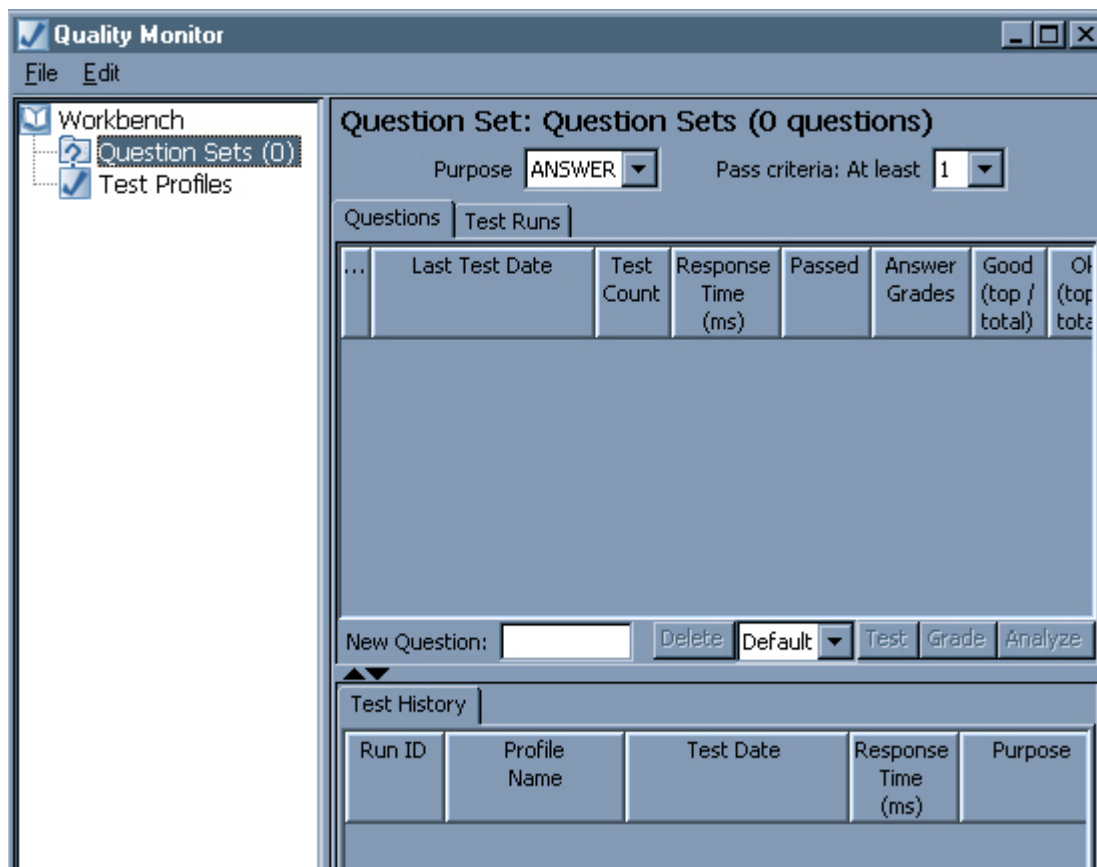 Quality Monitor
File Edit
Workbench
Question Sets (0)
Test Profiles
Question Set: Question Sets (0 questions)
Purpose ANSWER Pass criteria: At least 1
Questions Test Runs
... Last Test Date Test Count Response Time (ms) Passed Answer Grades Good (top / total)
New Question: Delete Default Test Grade Analyze
Test History
Run ID Profile Name Test Date Response Time (ms) Purpose